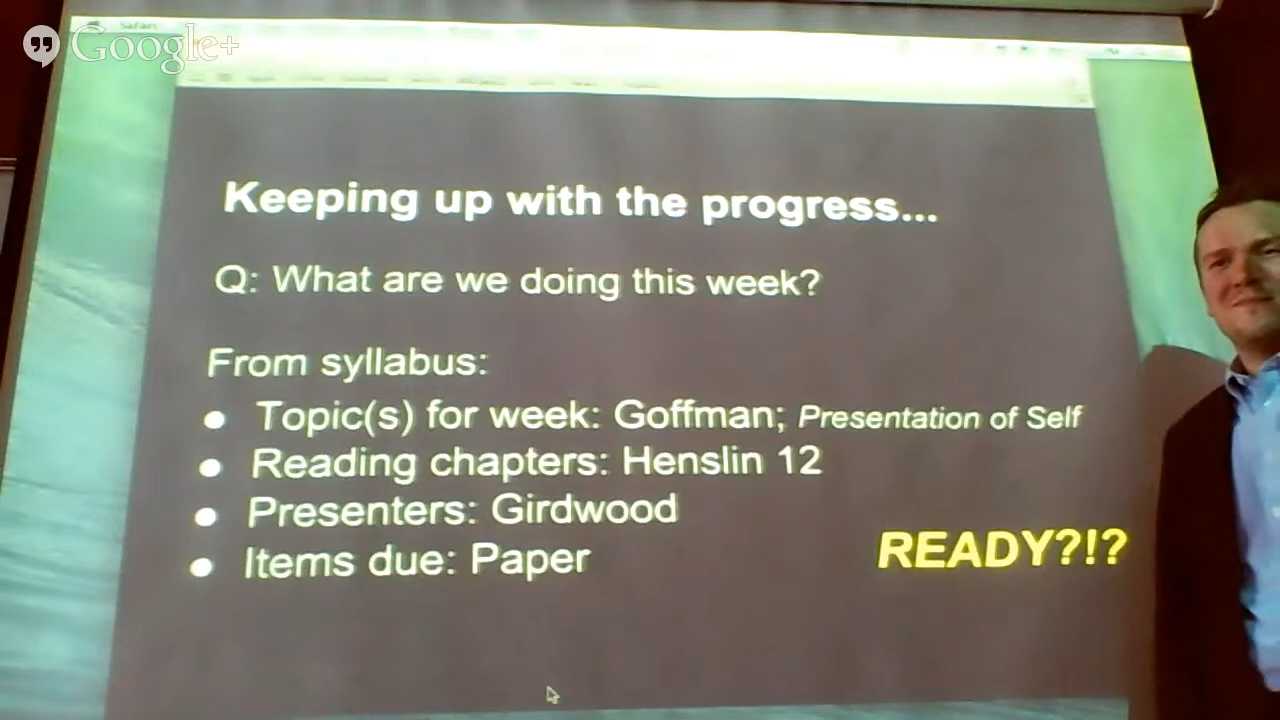 Google+
Safari
Keeping up with the progress...
Q: What are we doing this week?
From syllabus:
● Topic(s) for week: Goffman; Presentation of Self
● Reading chapters: Henslin 12
● Presenters: Girdwood
● Items due: Paper
READY?!?